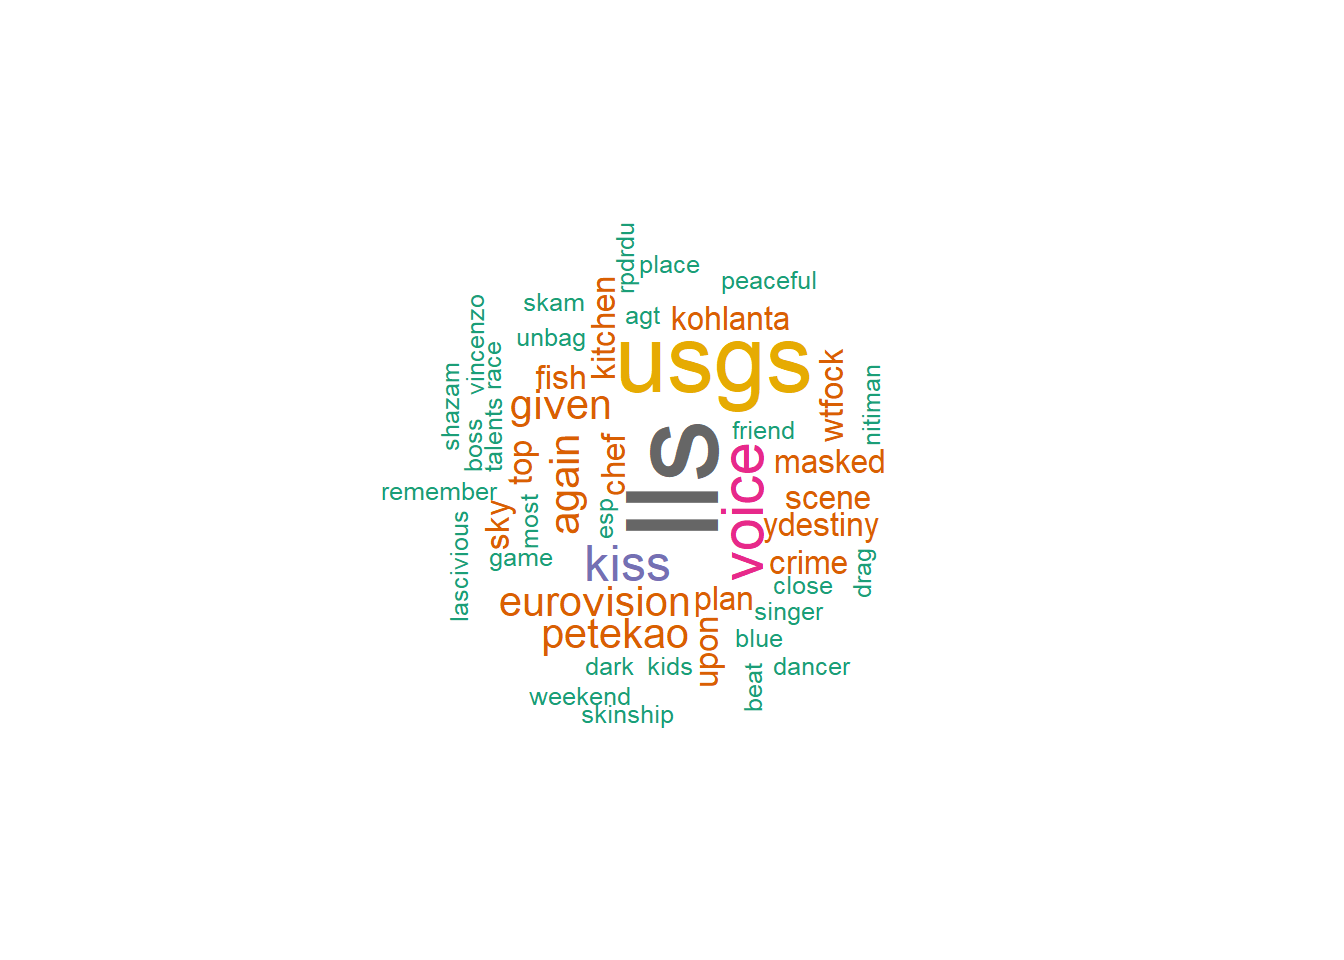 rpdrdu
place
peaceful
skam
kitchen
agt
kohlanta
vincenzo
unbag
usgs
race
fish
wtfock
shazam
given
nitiman
talents
boss
friend
top
again
chef
lls
voice
masked
remember
scene
sky
most
esp
ydestiny
game
kiss
crime
drag
lascivious
close
eurovision
plan
singer
petekao
upon
blue
dark
kids
beat
dancer
weekend
skinship